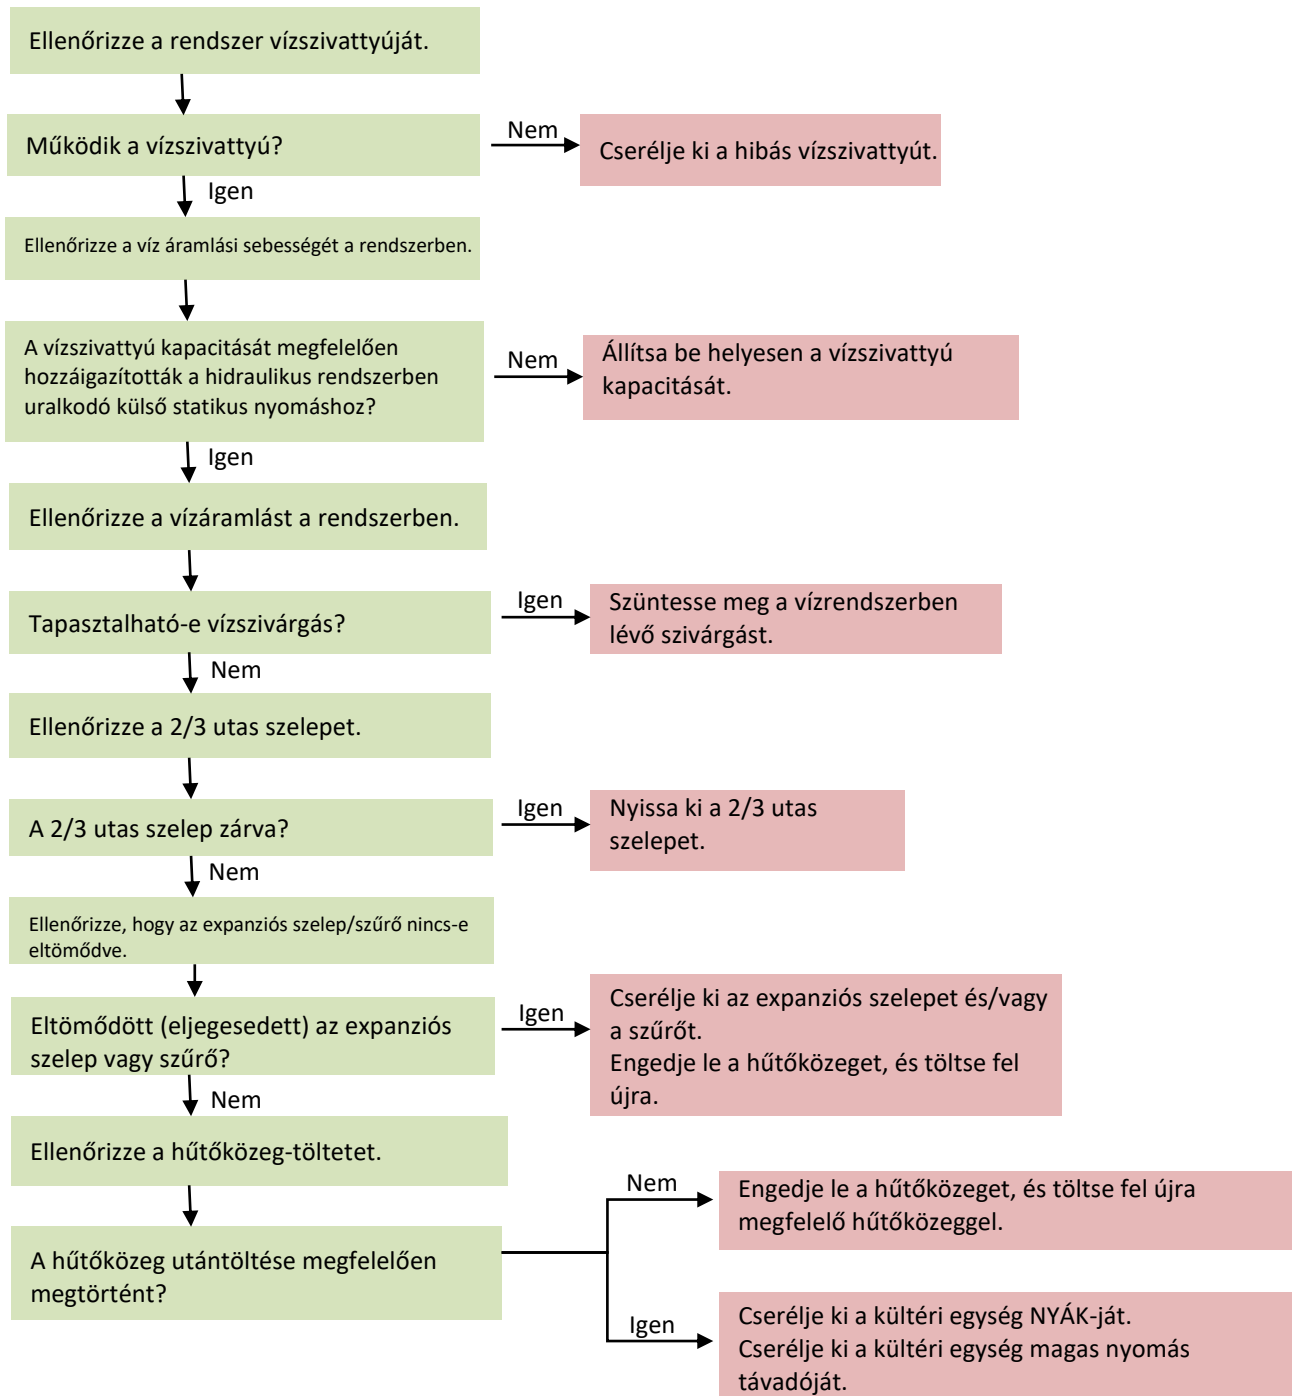 Ellenőrizze a rendszer vízszivattyúját.
Működik a vízszivattyú?
Nem
Cserélje ki a hibás vízszivattyút.
Igen
Ellenőrizze a víz áramlási sebességét a rendszerben.
A vízszivattyú kapacitását megfelelően
hozzáigazították a hidraulikus rendszerben
uralkodó külső statikus nyomáshoz?
Nem
Állítsa be helyesen a vízszivattyú
kapacitását.
Igen
Ellenőrizze a vízáramlást a rendszerben.
Tapasztalható-e vízszivárgás?
Igen
Szüntesse meg a vízrendszerben
lévő szivárgást.
Nem
Ellenőrizze a 2/3 utas szelepet.
A 2/3 utas szelep zárva?
Igen
Nyissa ki a 2/3 utas
szelepet.
Nem
Ellenőrizze, hogy az expanziós szelep/szűrő nincs-e
eltömődve.
Eltömődött (eljegesedett) az expanziós
szelep vagy szűrő?
Igen
Cserélje ki az expanziós szelepet és/vagy
a szűrőt.
Engedje le a hűtőközeget, és töltse fel
újra.
Nem
Ellenőrizze a hűtőközeg-töltetet.
A hűtőközeg utántöltése megfelelően
megtörtént?
Nem
Engedje le a hűtőközeget, és töltse fel újra
megfelelő hűtőközeggel.
Igen
Cserélje ki a kültéri egység NYÁK-ját.
Cserélje ki a kültéri egység magas nyomás
távadóját.